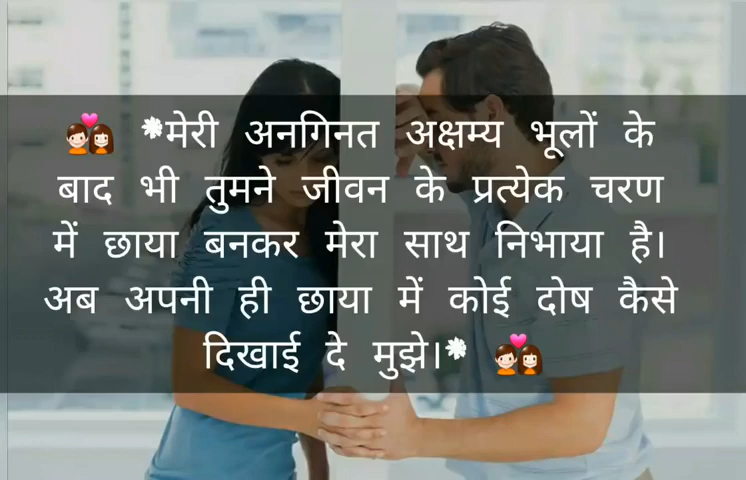 💑 *मेरी अनगिनत अक्षम्य भूलों के
बाद भी तुमने जीवन के प्रत्येक चरण
में छाया बनकर मेरा साथ निभाया है।
अब अपनी ही छाया में कोई दोष कैसे
दिखाई दे मुझे।* 💑